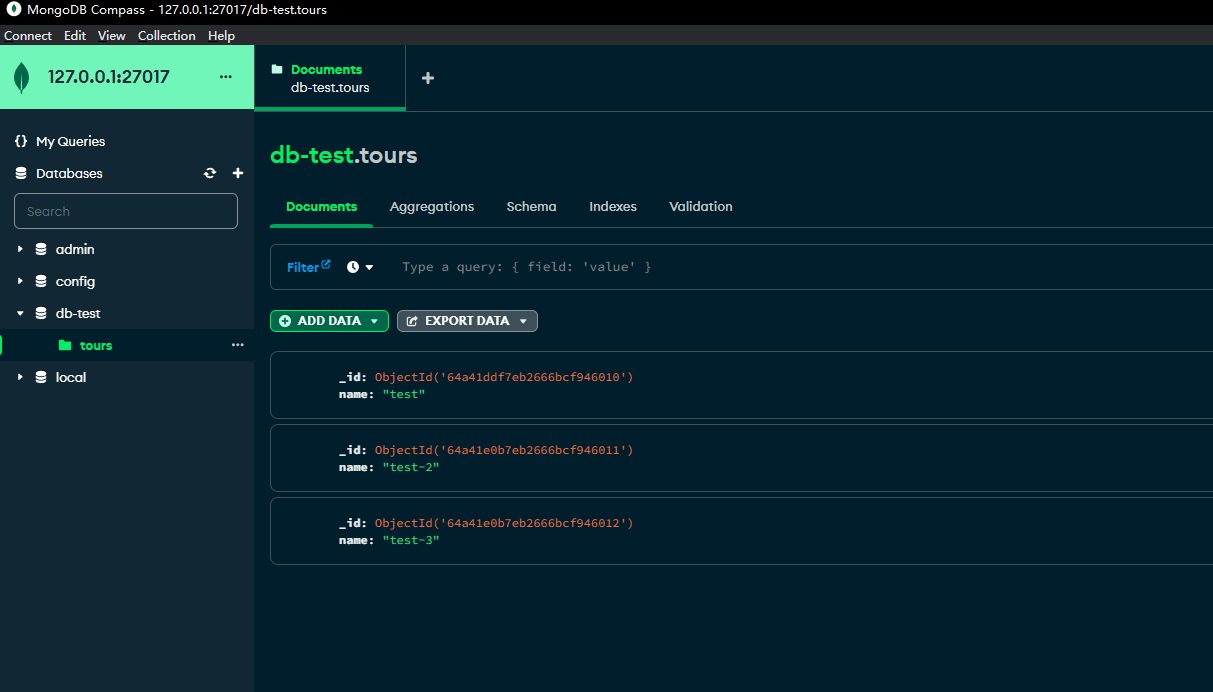 MongoDB Compass - 127.0.0.1:27017/db-test.tours
Connect Edit View Collection Help
127.0.0.1:27017 ...
Documents
db-test.tours
{} My Queries
Databases
Search
admin
config
db-test
tours ...
local
db-test.tours
Documents Aggregations Schema Indexes Validation
Filter Type a query: { field: 'value' }
ADD DATA EXPORT DATA
_id: ObjectId('64a41ddf7eb2666bcf946010')
name: "test"
_id: ObjectId('64a41e0b7eb2666bcf946011')
name: "test-2"
_id: ObjectId('64a41e0b7eb2666bcf946012')
name: "test-3"